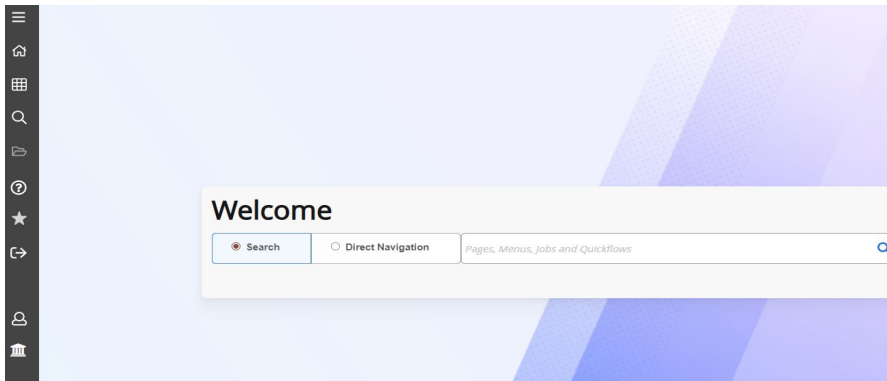 Welcome
Search
Direct Navigation
Pages, Menus, Jobs and Quickflows